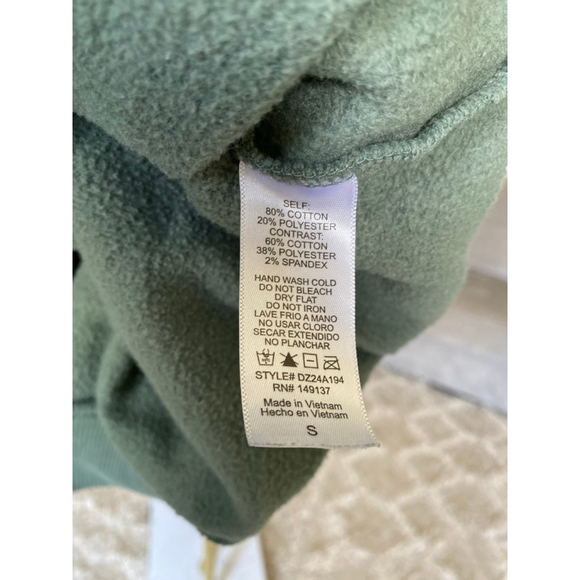 SELF:
80% COTTON
20% POLYESTER
CONTRAST:
60% COTTON
38% POLYESTER
2% SPANDEX
HAND WASH COLD
DO NOT BLEACH
DRY FLAT
DO NOT IRON
LAVE FRIO A MANO
NO USAR CLORO
SECAR EXTENDIDO
NO PLANCHAR
STYLE# DZ24A194
RN# 149137
Made in Vietnam
Hecho en Vietnam
S